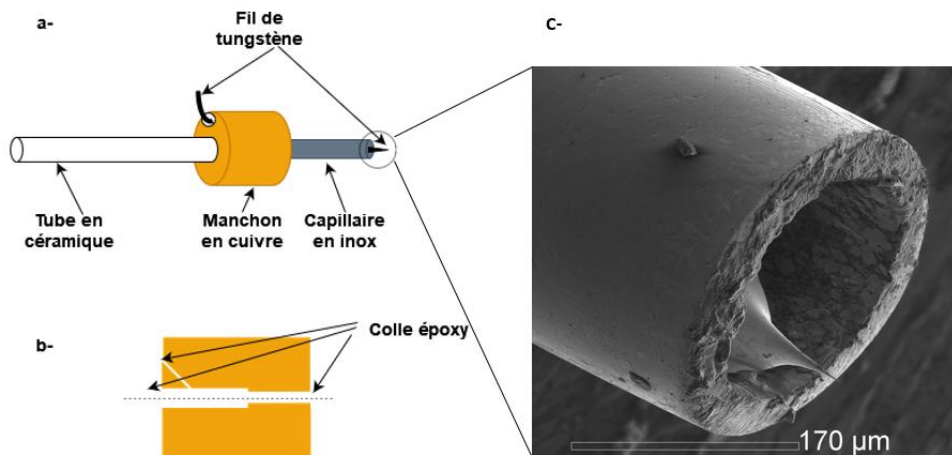 a-
Fil de
tungstène
c-
Tube en
céramique
Manchon
en cuivre
Capillaire
en inox
b-
Colle époxy
170 µm